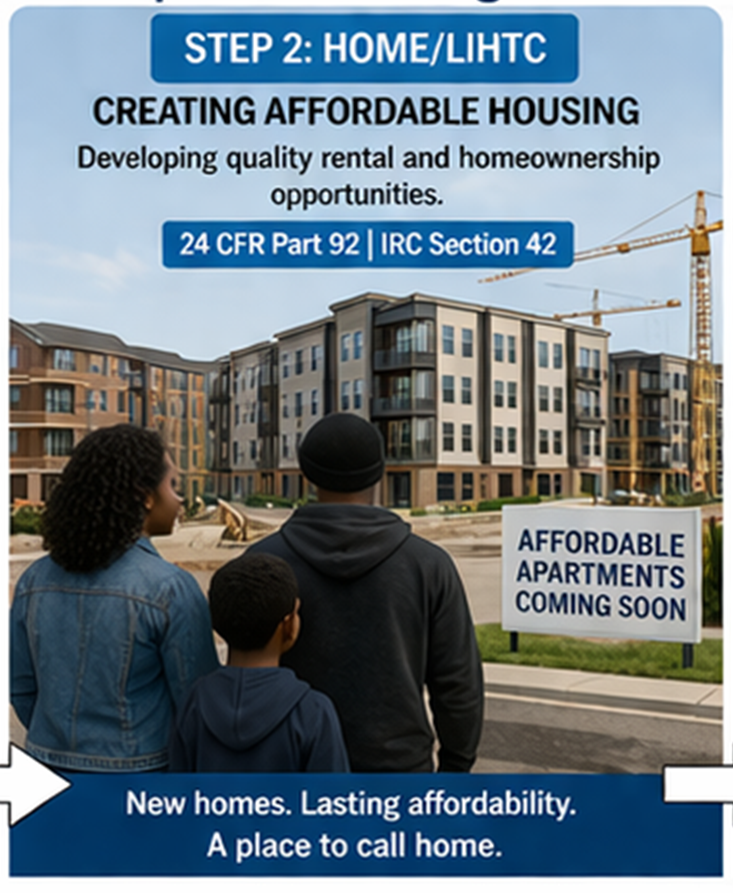 STEP 2: HOME/LIHTC
CREATING AFFORDABLE HOUSING
Developing quality rental and homeownership
opportunities.
24 CFR Part 92 | IRC Section 42
AFFORDABLE
APARTMENTS
COMING SOON
New homes. Lasting affordability.
A place to call home.